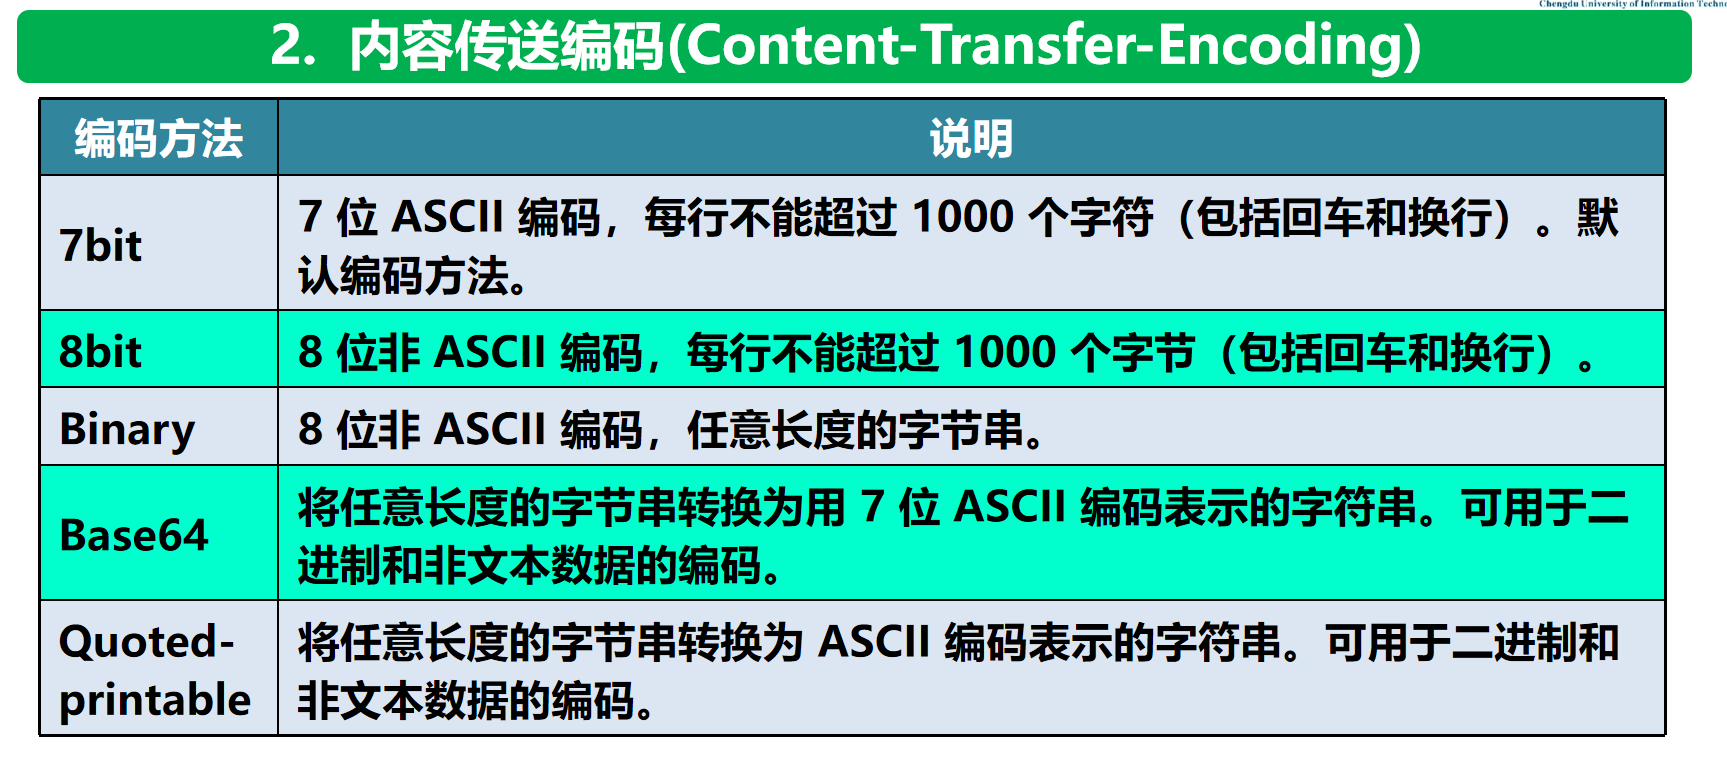 Chengdu University of Information Techno
2. 内容传送编码(Content-Transfer-Encoding)
编码方法
说明
7bit
7 位 ASCII 编码，每行不能超过 1000 个字符（包括回车和换行）。默
认编码方法。
8bit
8 位非 ASCII 编码，每行不能超过 1000 个字节（包括回车和换行）。
Binary
8 位非 ASCII 编码，任意长度的字节串。
Base64
将任意长度的字节串转换为用 7 位 ASCII 编码表示的字符串。可用于二
进制和非文本数据的编码。
Quoted-
printable
将任意长度的字节串转换为 ASCII 编码表示的字符串。可用于二进制和
非文本数据的编码。